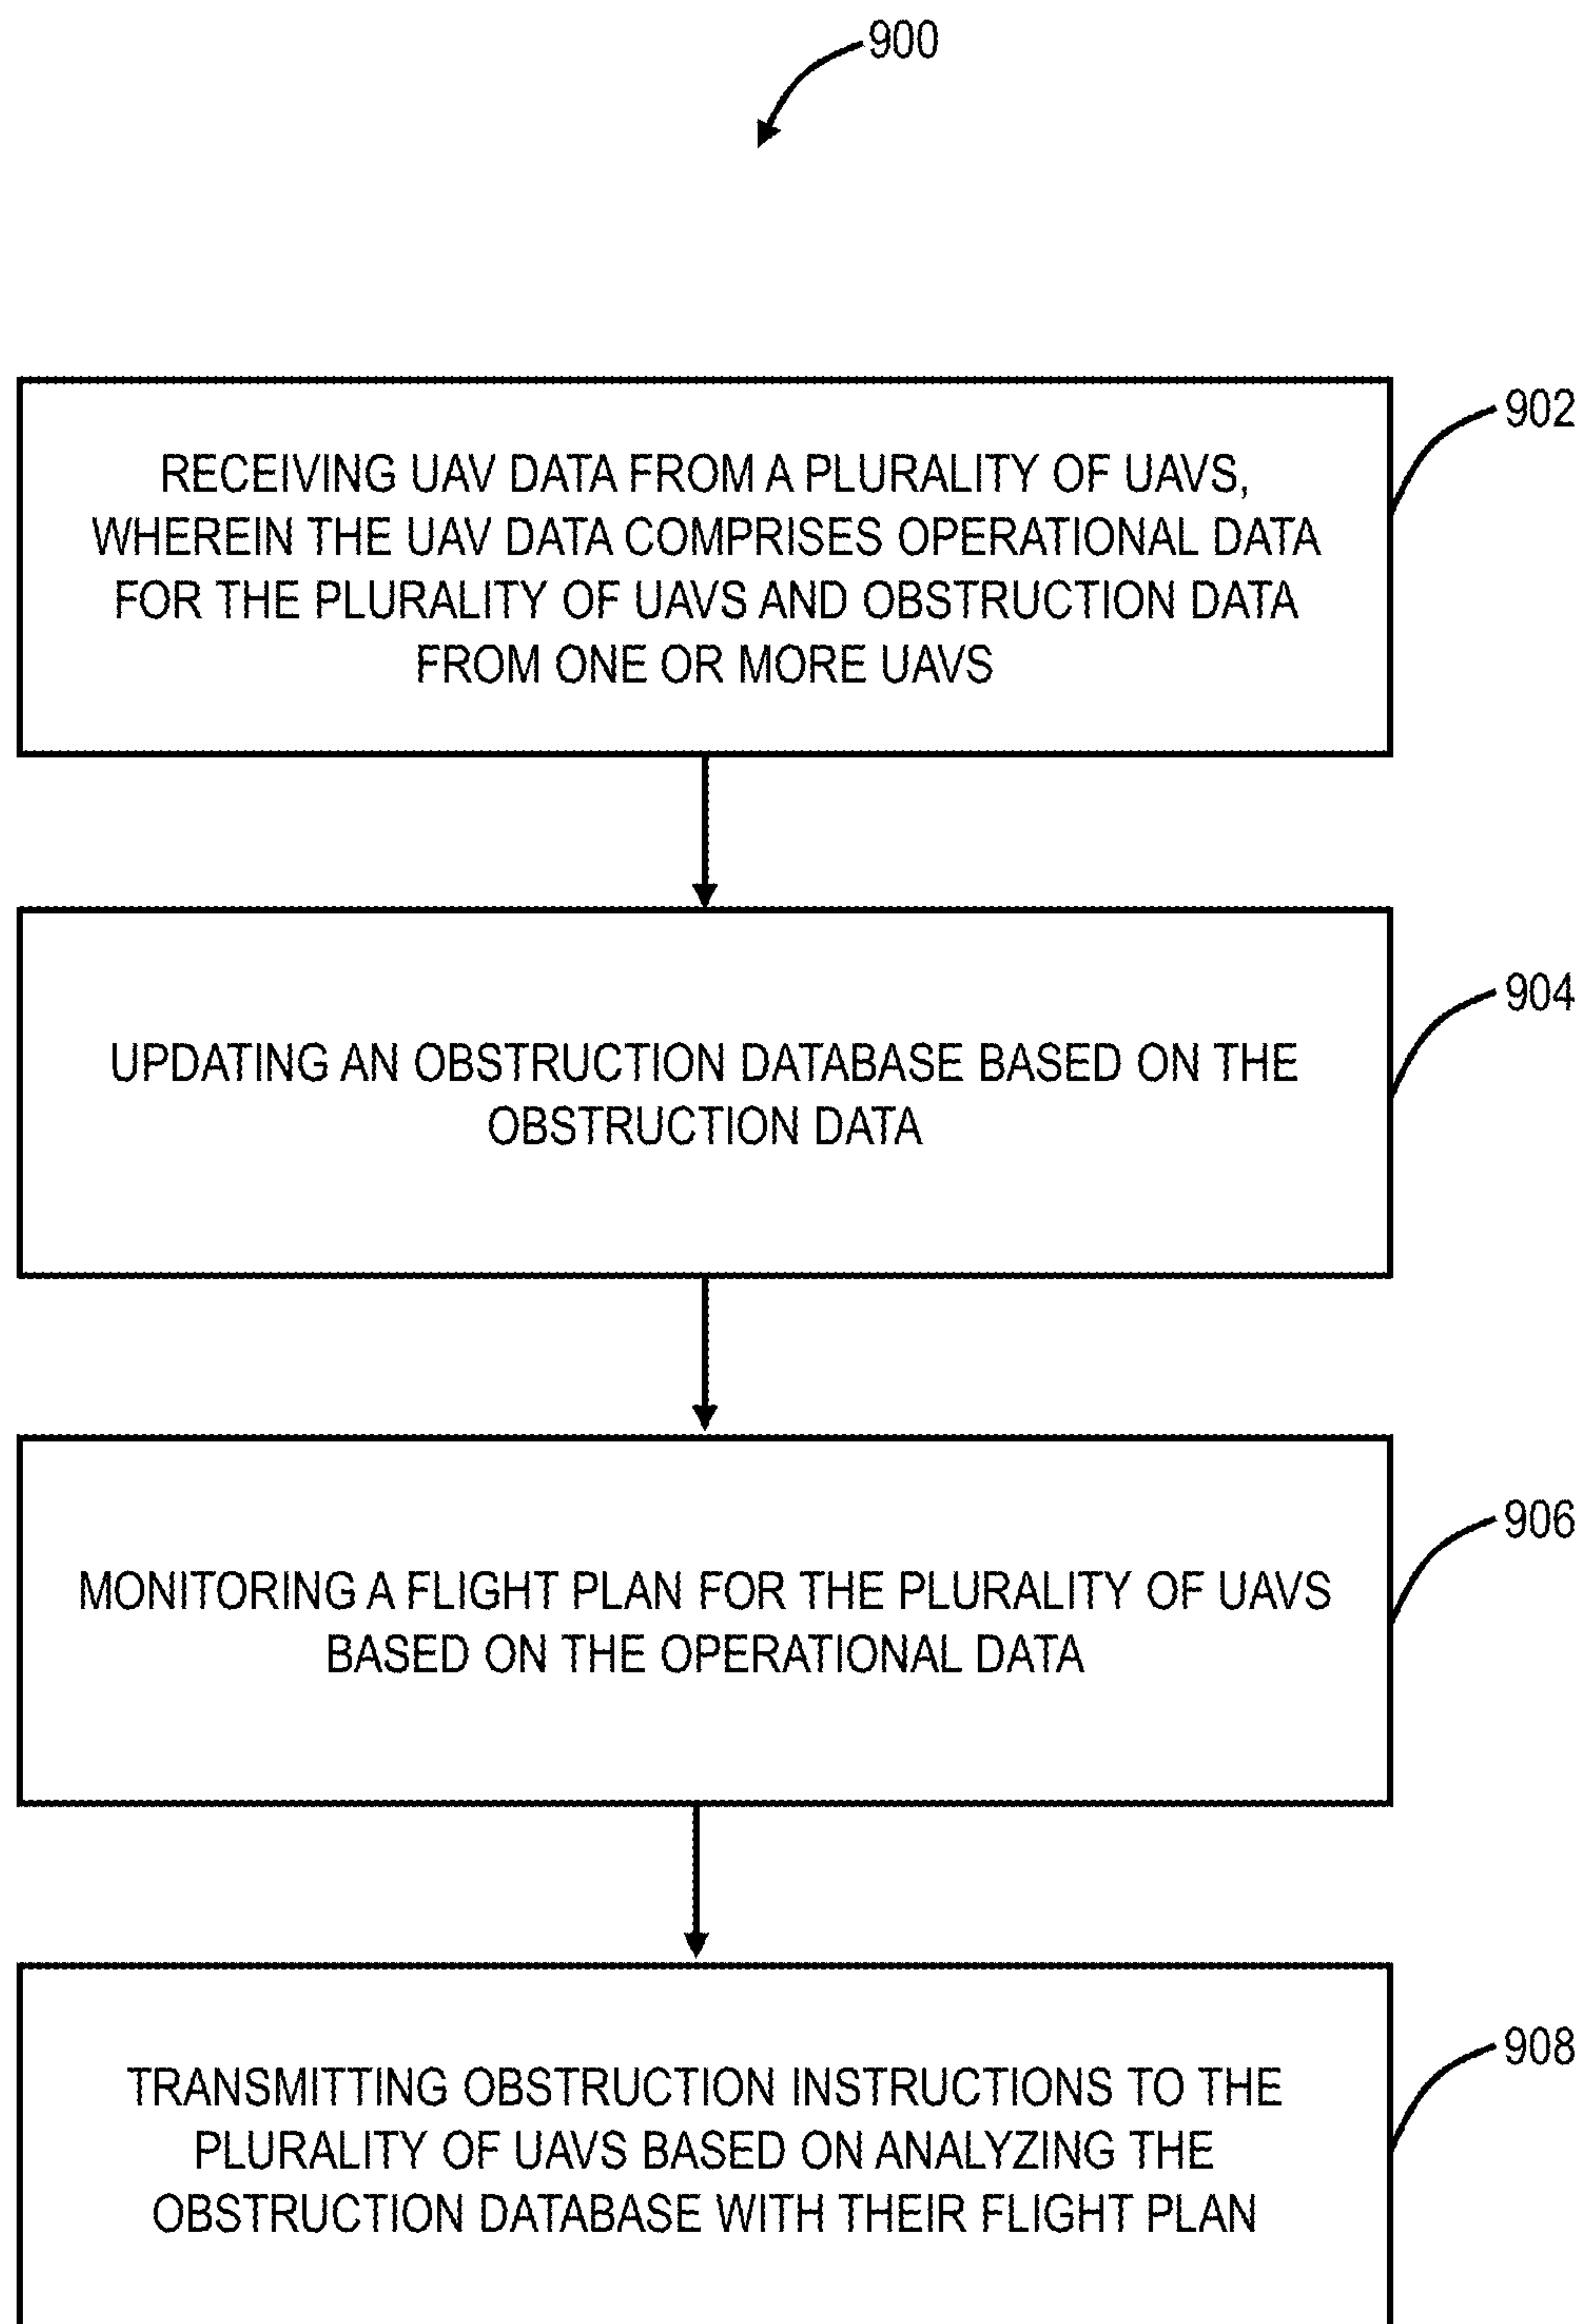 900
902
RECEIVING UAV DATA FROM A PLURALITY OF UAVS,
WHEREIN THE UAV DATA COMPRISES OPERATIONAL DATA
FOR THE PLURALITY OF UAVS AND OBSTRUCTION DATA
FROM ONE OR MORE UAVS
904
UPDATING AN OBSTRUCTION DATABASE BASED ON THE
OBSTRUCTION DATA
906
MONITORING A FLIGHT PLAN FOR THE PLURALITY OF UAVS
BASED ON THE OPERATIONAL DATA
908
TRANSMITTING OBSTRUCTION INSTRUCTIONS TO THE
PLURALITY OF UAVS BASED ON ANALYZING THE
OBSTRUCTION DATABASE WITH THEIR FLIGHT PLAN